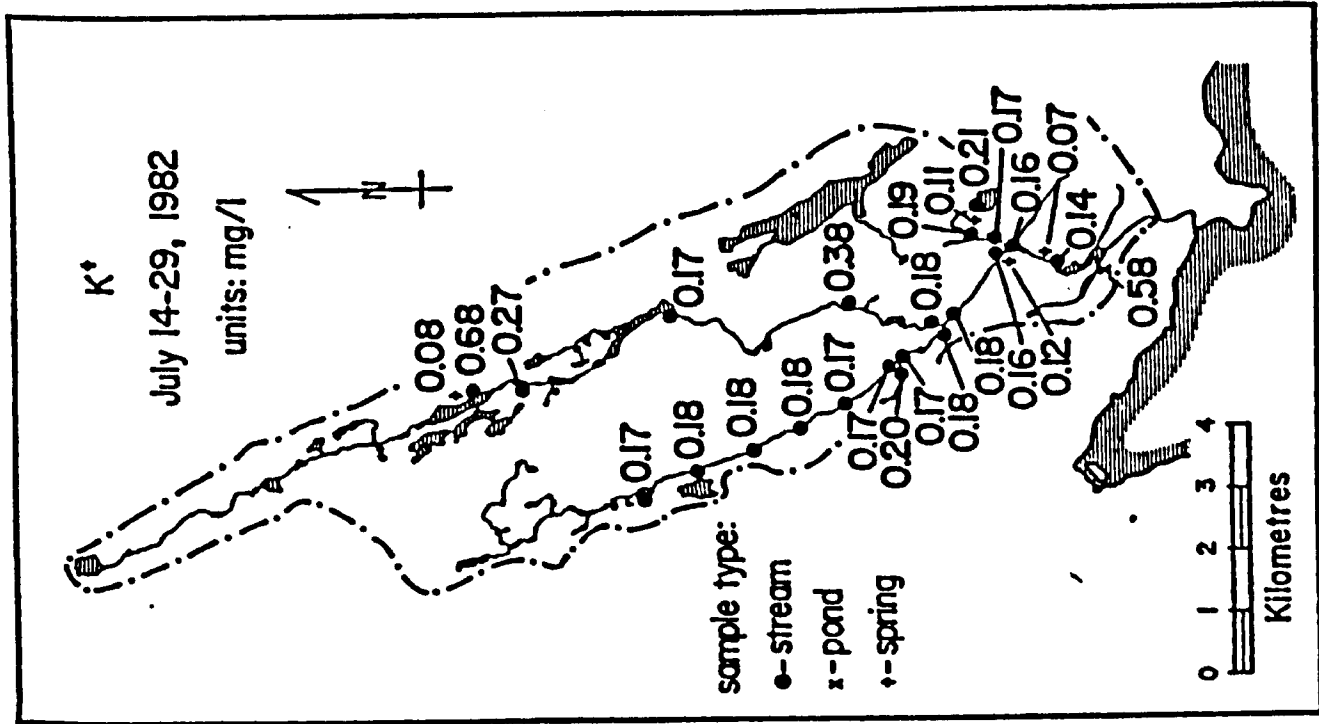 K⁺
July 14-29, 1982
units: mg/l
N
0.08
0.68
0.27
0.17
0.38
0.18
0.19
0.11
0.21
0.17
0.16
0.07
0.14
0.58
0.17
0.18
0.18
0.18
0.17
0.17
0.20
0.17
0.18
0.18
0.16
0.12
sample type:
●-stream
x-pond
+-spring
0 1 2 3 4
Kilometres